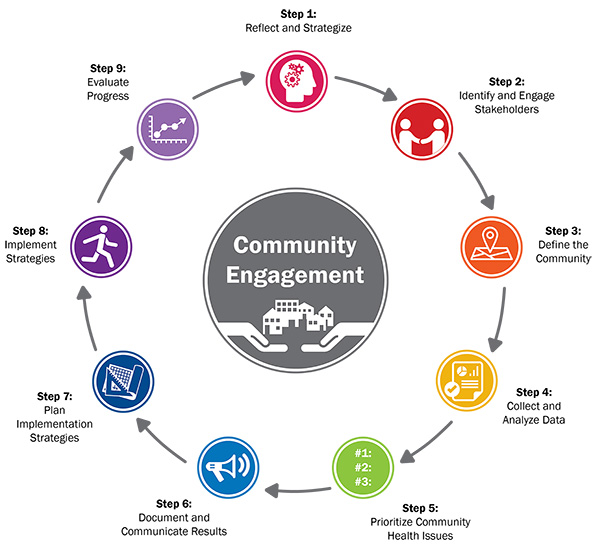 Step 1:
Reflect and Strategize
Step 2:
Identify and Engage
Stakeholders
Step 3:
Define the
Community
Step 4:
Collect and
Analyze Data
Step 5:
Prioritize Community
Health Issues
#1:
#2:
#3:
Step 6:
Document and
Communicate Results
Step 7:
Plan
Implementation
Strategies
Step 8:
Implement
Strategies
Step 9:
Evaluate
Progress
Community
Engagement